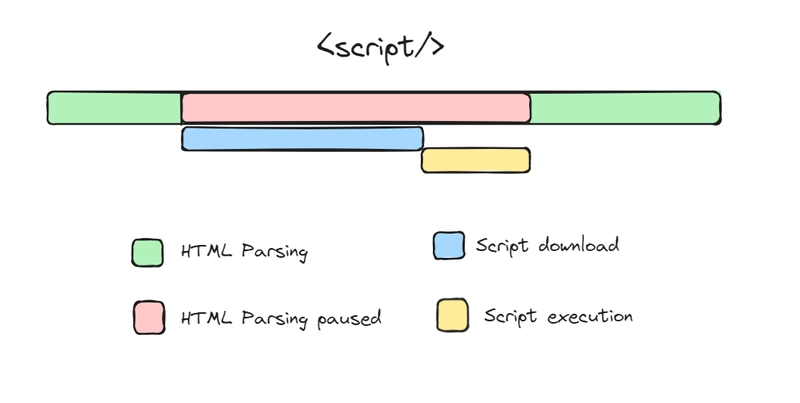 <script/>
HTML Parsing
Script download
HTML Parsing paused
Script execution